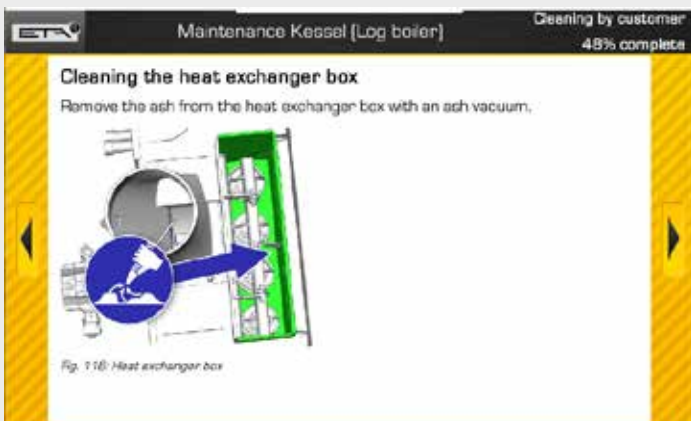 ETA
Maintenance Kessel [Log boiler]
Cleaning by customer
48% complete
Cleaning the heat exchanger box
Remove the ash from the heat exchanger box with an ash vacuum.
Fig. 116: Heat exchanger box